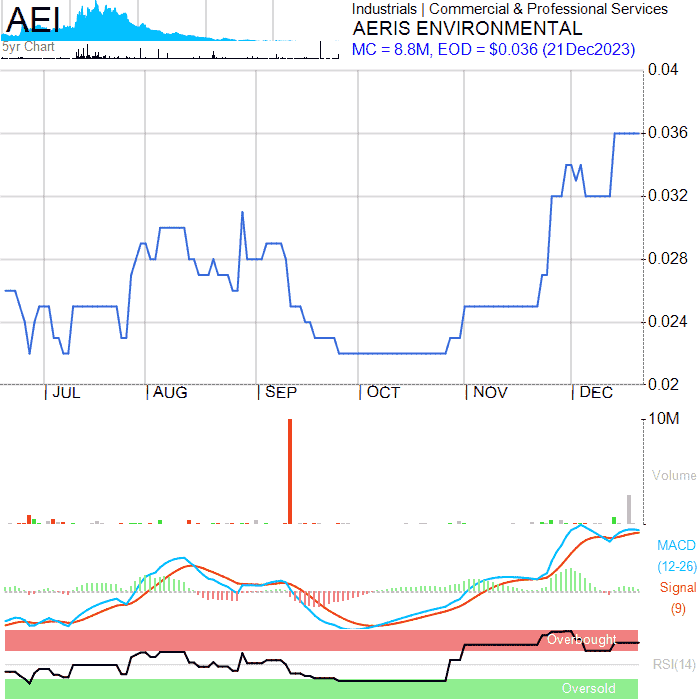 AEI
5yr Chart
Industrials | Commercial & Professional Services
AERIS ENVIRONMENTAL
MC = 8.8M, EOD = $0.036 (21Dec2023)
0.04
0.036
0.032
0.028
0.024
0.02
JUL AUG SEP OCT NOV DEC
10M
Volume
MACD
(12-26)
Signal
(9)
Overbought
RSI(14)
Oversold